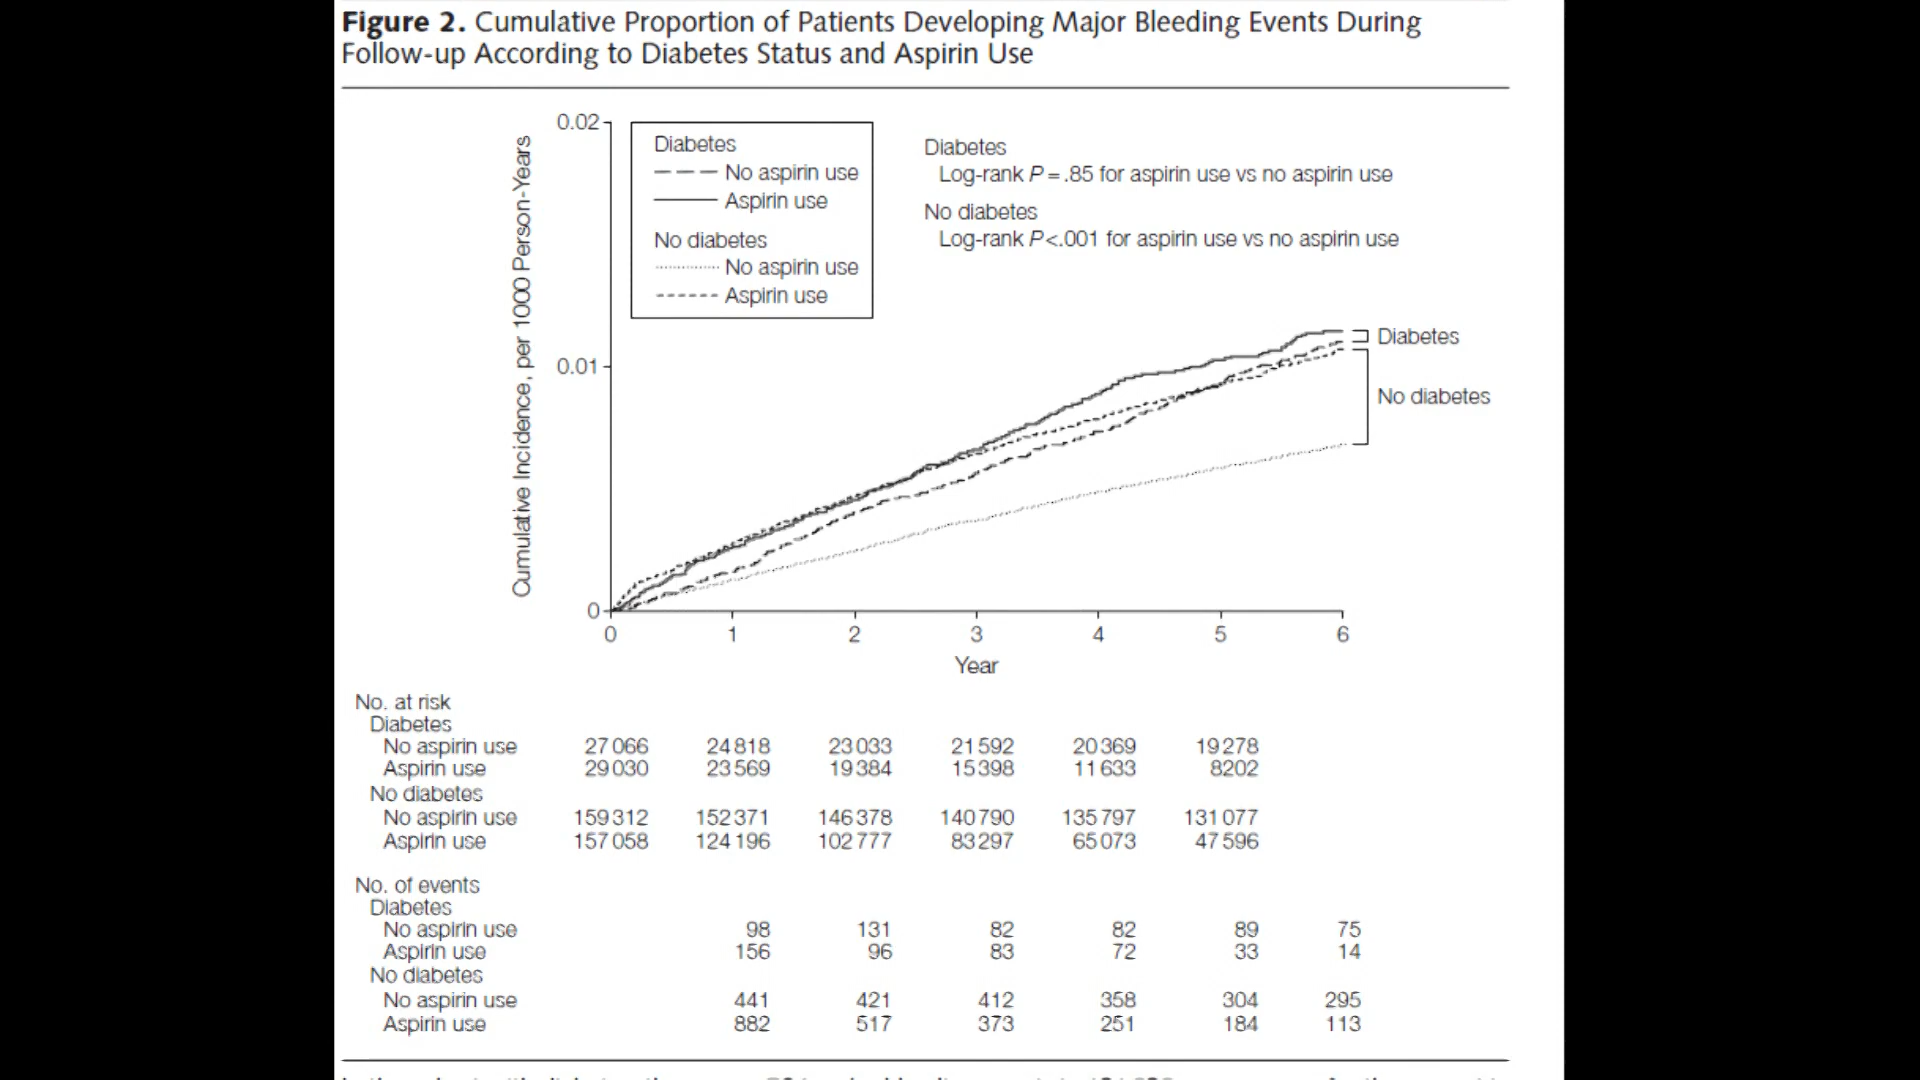 Figure 2. Cumulative Proportion of Patients Developing Major Bleeding Events During
Follow-up According to Diabetes Status and Aspirin Use
Cumulative Incidence, per 1000 Person-Years
0.02
0.01
0
Diabetes
No aspirin use
Aspirin use
No diabetes
No aspirin use
Aspirin use
Diabetes
Log-rank P = .85 for aspirin use vs no aspirin use
No diabetes
Log-rank P<.001 for aspirin use vs no aspirin use
Diabetes
No diabetes
0 1 2 3 4 5 6
Year
No. at risk
Diabetes
No aspirin use 27066 24818 23033 21592 20369 19278
Aspirin use 29030 23569 19384 15398 11633 8202
No diabetes
No aspirin use 159312 152371 146378 140790 135797 131077
Aspirin use 157058 124196 102777 83297 65073 47596
No. of events
Diabetes
No aspirin use 98 131 82 82 89 75
Aspirin use 156 96 83 72 33 14
No diabetes
No aspirin use 441 421 412 358 304 295
Aspirin use 882 517 373 251 184 113